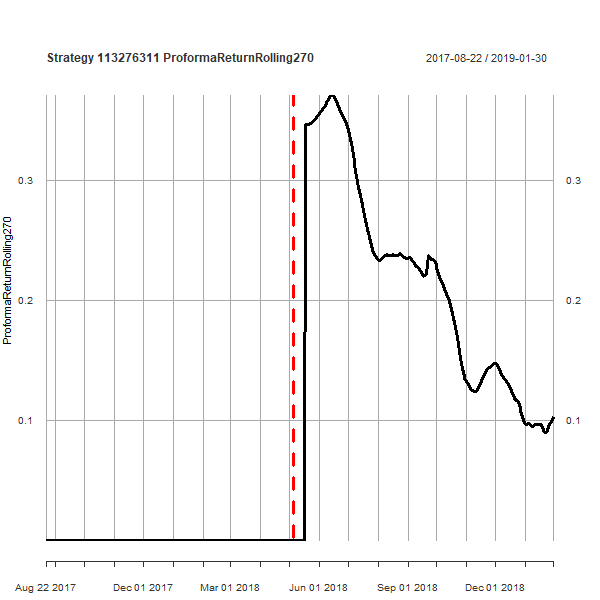 Strategy 113276311 ProformaReturnRolling270
2017-08-22 / 2019-01-30
ProformaReturnRolling270
0.3
0.3
0.2
0.2
0.1
0.1
Aug 22 2017
Dec 01 2017
Mar 01 2018
Jun 01 2018
Sep 01 2018
Dec 01 2018